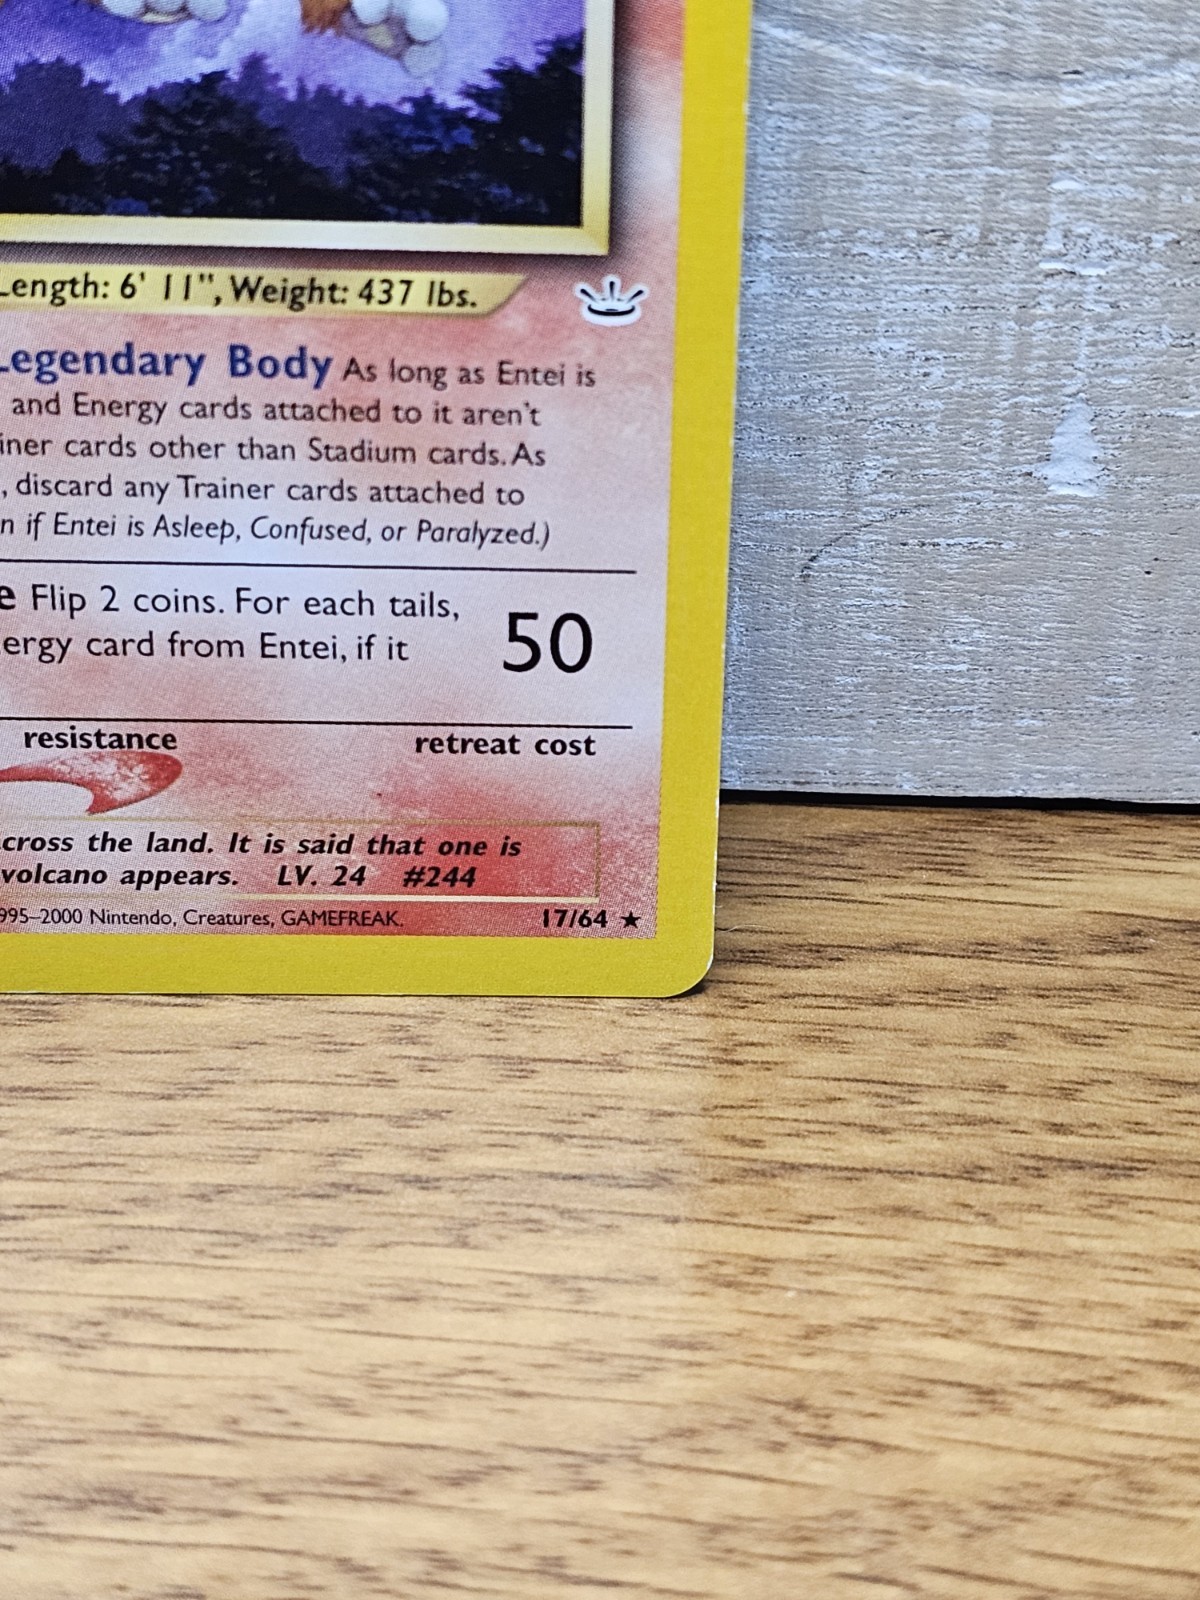 Length: 6' 11", Weight: 437 lbs.
Legendary Body As long as Entei is
and Energy cards attached to it aren't
iner cards other than Stadium cards. As
, discard any Trainer cards attached to
n if Entei is Asleep, Confused, or Paralyzed.)
e Flip 2 coins. For each tails,
ergy card from Entei, if it
50
resistance
retreat cost
cross the land. It is said that one is
volcano appears. LV. 24 #244
995–2000 Nintendo, Creatures, GAMEFREAK.
17/64 ★